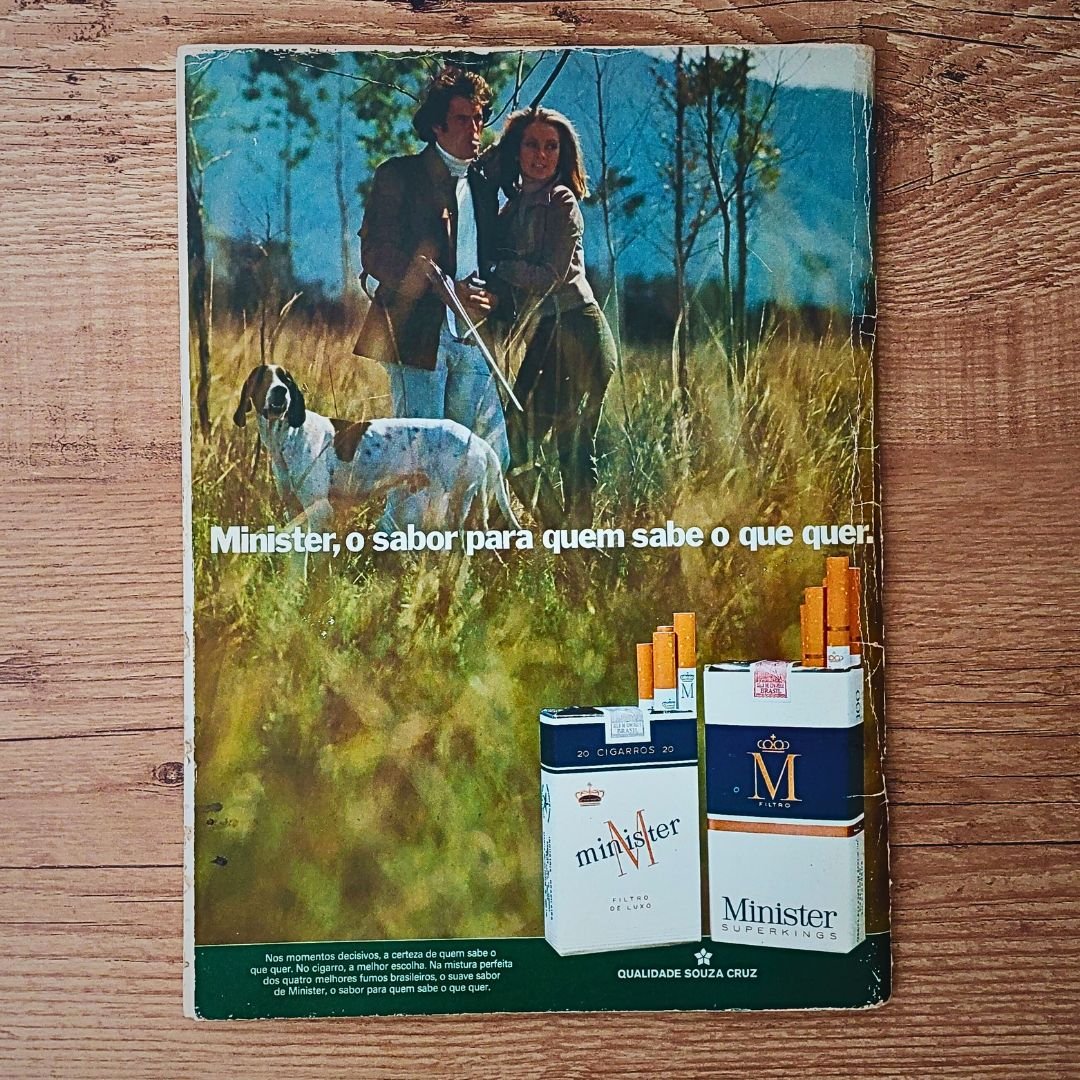 Minister, o sabor para quem sabe o que quer.
M
20 CIGARROS 20
minister
M
FILTRO
DE LUXO
BRASIL
100
M
FILTRO
Minister
SUPERKINGS
Nos momentos decisivos, a certeza de quem sabe o
que quer. No cigarro, a melhor escolha. Na mistura perfeita
dos quatro melhores fumos brasileiros, o suave sabor
de Minister, o sabor para quem sabe o que quer.
QUALIDADE SOUZA CRUZ